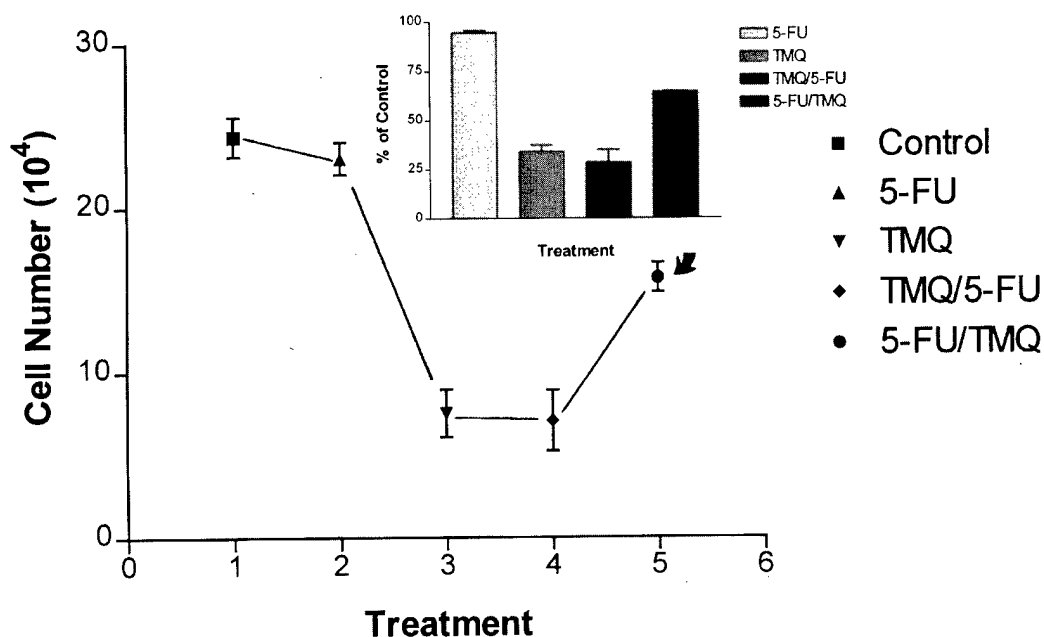 100
75
50
25
0
% of Control
Treatment
5-FU
TMQ
TMQ/5-FU
5-FU/TMQ
30
20
10
0
Cell Number (10⁴)
0 1 2 3 4 5 6
Treatment
Control
5-FU
TMQ
TMQ/5-FU
5-FU/TMQ